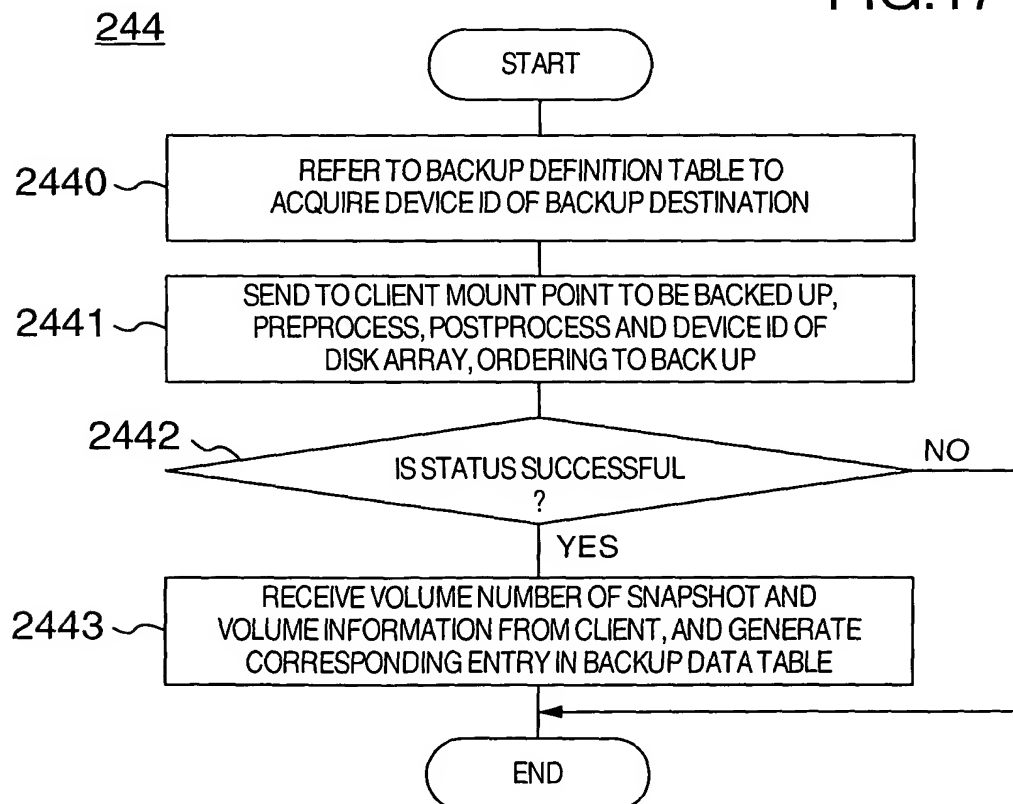 FIG.17
244
START
2440
REFER TO BACKUP DEFINITION TABLE TO
ACQUIRE DEVICE ID OF BACKUP DESTINATION
2441
SEND TO CLIENT MOUNT POINT TO BE BACKED UP,
PREPROCESS, POSTPROCESS AND DEVICE ID OF
DISK ARRAY, ORDERING TO BACK UP
2442
IS STATUS SUCCESSFUL
?
NO
YES
2443
RECEIVE VOLUME NUMBER OF SNAPSHOT AND
VOLUME INFORMATION FROM CLIENT, AND GENERATE
CORRESPONDING ENTRY IN BACKUP DATA TABLE
END